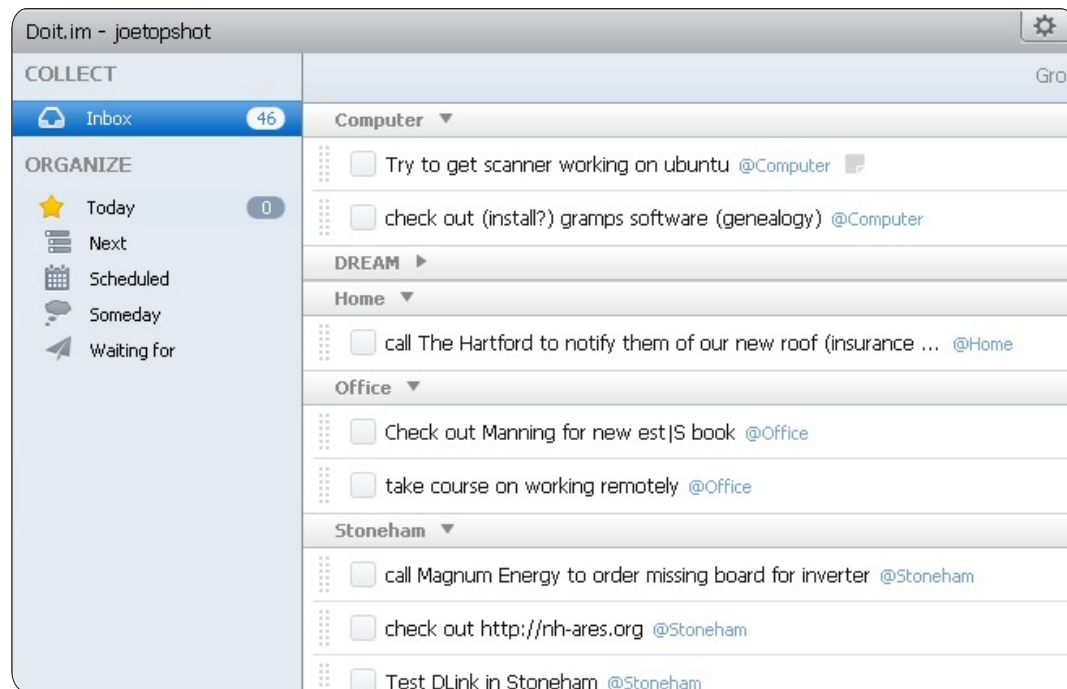 Doit.im - joetopshot
COLLECT
Inbox 46
ORGANIZE
Today 0
Next
Scheduled
Someday
Waiting for
Gro
Computer
Try to get scanner working on ubuntu @Computer
check out (install?) gramps software (genealogy) @Computer
DREAM
Home
call The Hartford to notify them of our new roof (insurance ... @Home
Office
Check out Manning for new est|S book @Office
take course on working remotely @Office
Stoneham
call Magnum Energy to order missing board for inverter @Stoneham
check out http://nh-ares.org @Stoneham
Test DLink in Stoneham @Stoneham